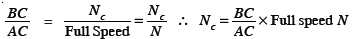 BC/AC = N_c/Full Speed = N_c/N ∴ N_c = BC/AC × Full speed N